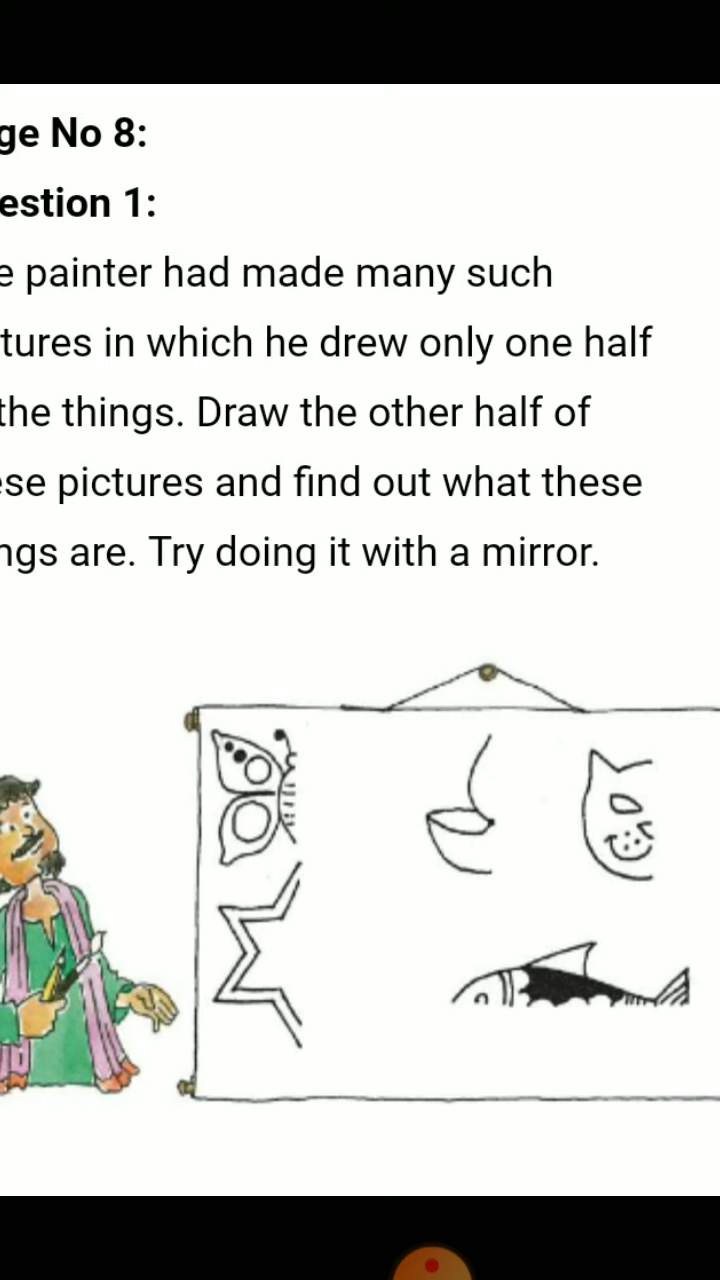 ge No 8:
estion 1:
e painter had made many such
tures in which he drew only one half
the things. Draw the other half of
ese pictures and find out what these
ngs are. Try doing it with a mirror.